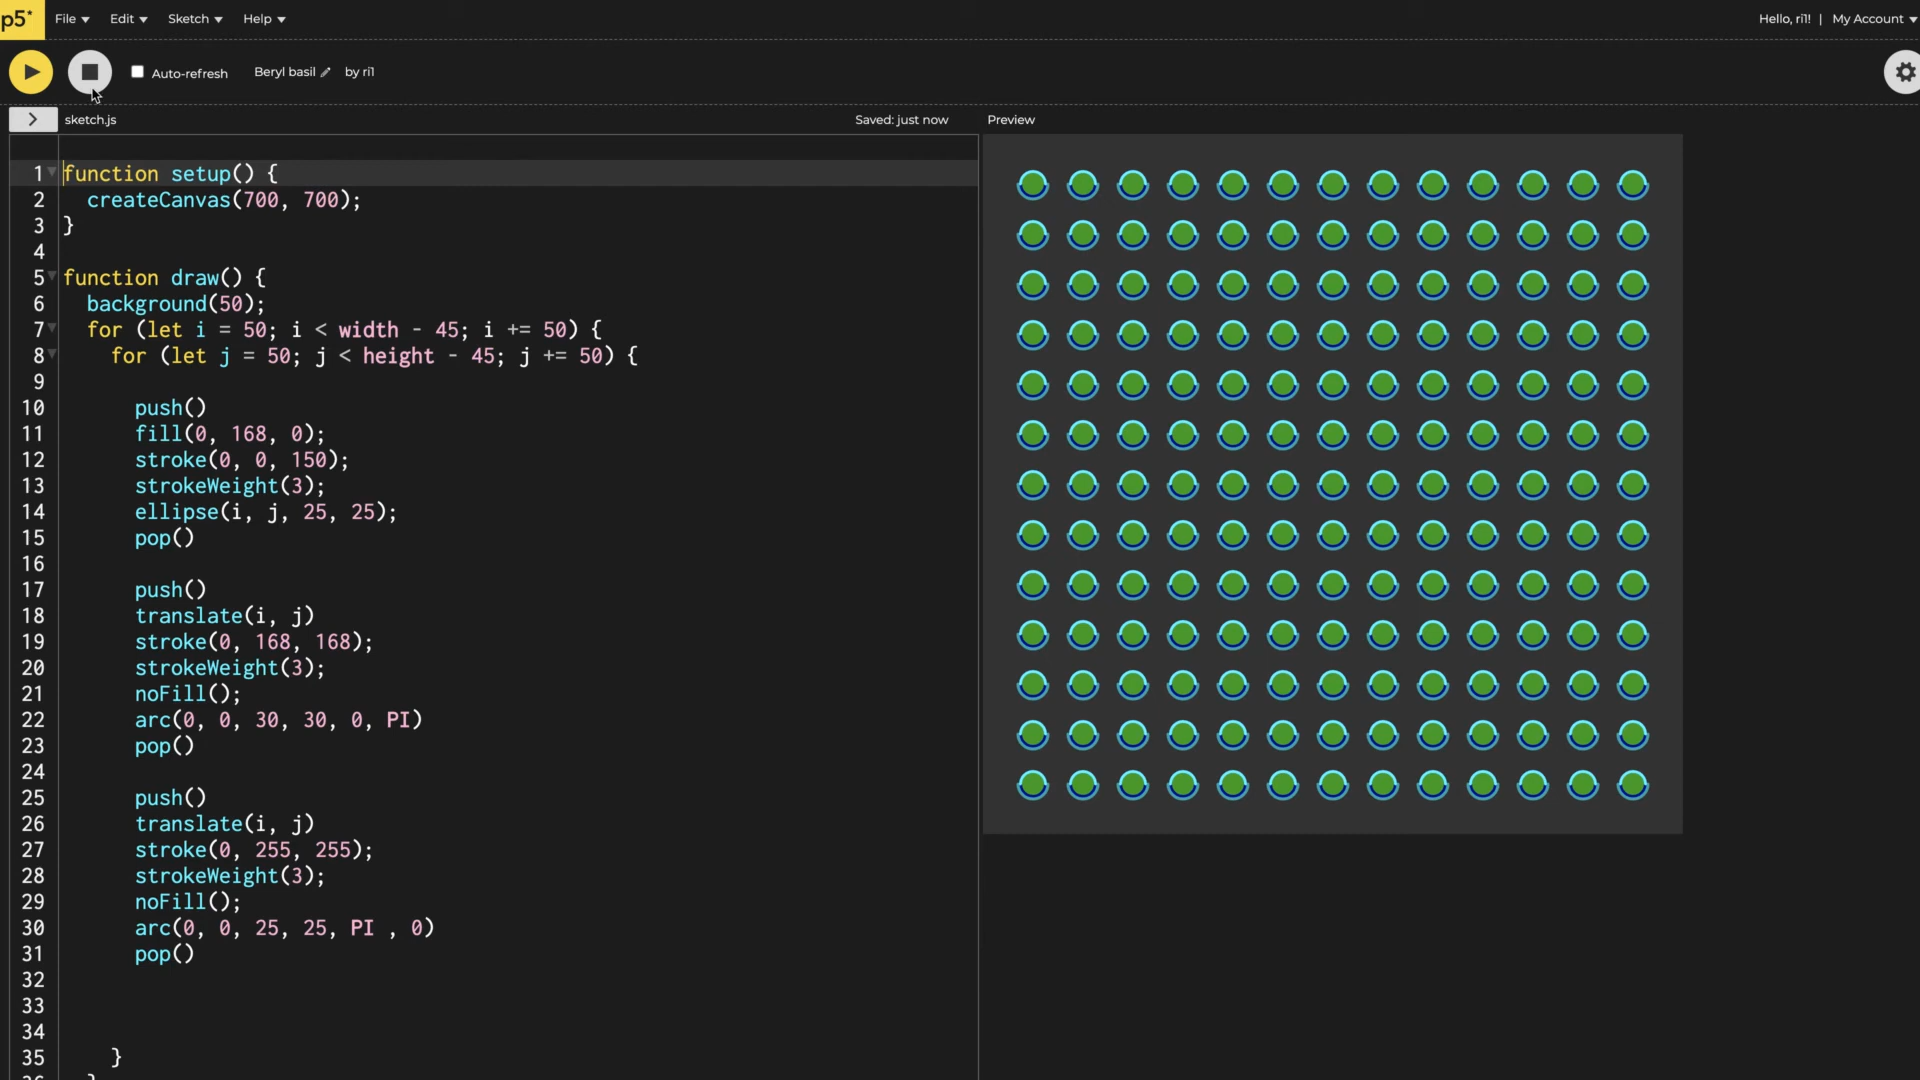 p5* File Edit Sketch Help Hello, ri1! | My Account
Auto-refresh Beryl basil by ri1
sketch.js Saved: just now Preview
1 function setup() {
2 createCanvas(700, 700);
3 }
4
5 function draw() {
6 background(50);
7 for (let i = 50; i < width - 45; i += 50) {
8 for (let j = 50; j < height - 45; j += 50) {
9
10 push()
11 fill(0, 168, 0);
12 stroke(0, 0, 150);
13 strokeWeight(3);
14 ellipse(i, j, 25, 25);
15 pop()
16
17 push()
18 translate(i, j)
19 stroke(0, 168, 168);
20 strokeWeight(3);
21 noFill();
22 arc(0, 0, 30, 30, 0, PI)
23 pop()
24
25 push()
26 translate(i, j)
27 stroke(0, 255, 255);
28 strokeWeight(3);
29 noFill();
30 arc(0, 0, 25, 25, PI , 0)
31 pop()
32
33
34
35 }